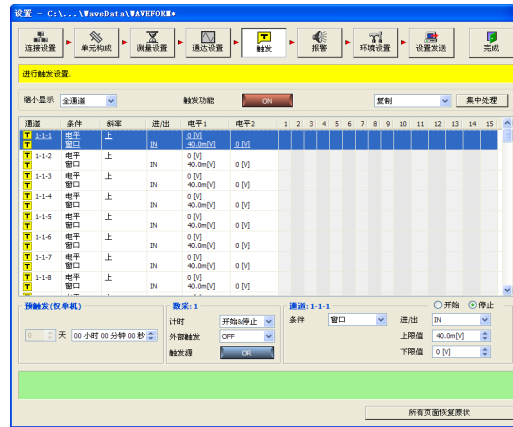 设置 - C:\...\WaveData\WAVEFORM*
连接设置 单元构成 测量设置 通达设置 触发 报警 环境设置 设置发送 完成
进行触发设置.
缩小显示 全通道 触发功能 ON 复制 集中处理
通道 条件 斜率 进/出 电平1 电平2 1 2 3 4 5 6 7 8 9 10 11 12 13 14 15
T 1-1-1 电平 上 0 [V]
T 窗口 IN 40.0m[V] 0 [V]
T 1-1-2 电平 上 0 [V]
T 窗口 IN 40.0m[V] 0 [V]
T 1-1-3 电平 上 0 [V]
T 窗口 IN 40.0m[V] 0 [V]
T 1-1-4 电平 上 0 [V]
T 窗口 IN 40.0m[V] 0 [V]
T 1-1-5 电平 上 0 [V]
T 窗口 IN 40.0m[V] 0 [V]
T 1-1-6 电平 上 0 [V]
T 窗口 IN 40.0m[V] 0 [V]
T 1-1-7 电平 上 0 [V]
T 窗口 IN 40.0m[V] 0 [V]
T 1-1-8 电平 上 0 [V]
T 窗口 IN 40.0m[V] 0 [V]
预触发(仅单机)
0 天 00 小时 00 分钟 00 秒
数采:1
计时 开始&停止
外部触发 OFF
触发源 OR
通道:1-1-1 开始 停止
条件 窗口 进/出 IN
上限值 40.0m[V]
下限值 0 [V]
所有页面恢复原状